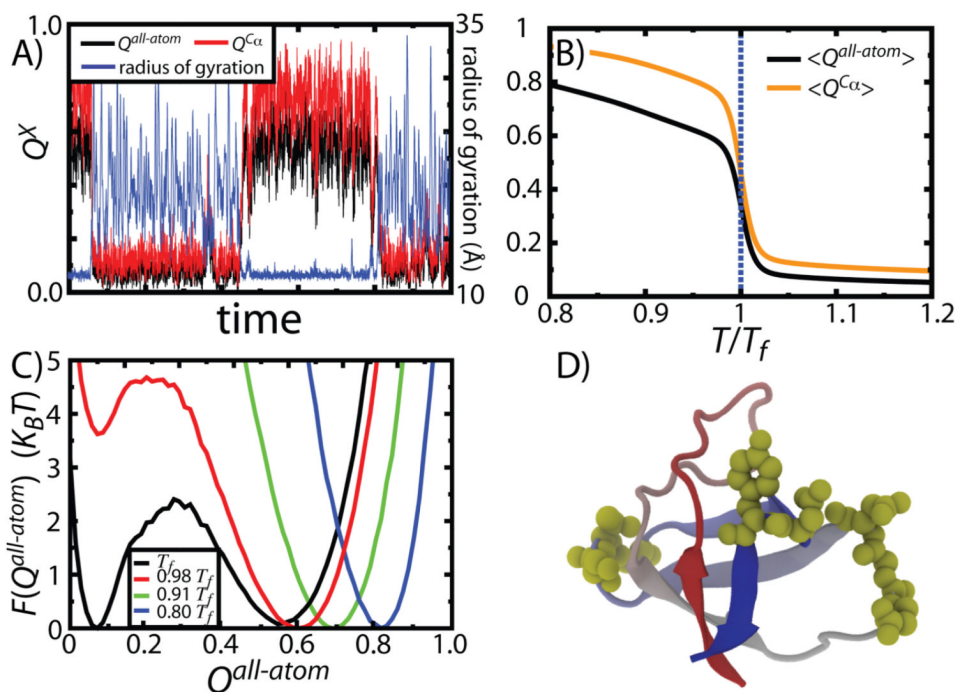 A)
Q^all-atom Q^Cα
radius of gyration
Q^X
1.0
0.0
35
10
radius of gyration (Å)
time
B)
<Q^all-atom>
<Q^Cα>
1
0.8
0.6
0.4
0.2
0
0.8 0.9 1 1.1 1.2
T/T_f
C)
F(Q^all-atom) (K_BT)
5
4
3
2
1
0
T_f
0.98 T_f
0.91 T_f
0.80 T_f
0 0.2 0.4 0.6 0.8 1.0
Q^all-atom
D)